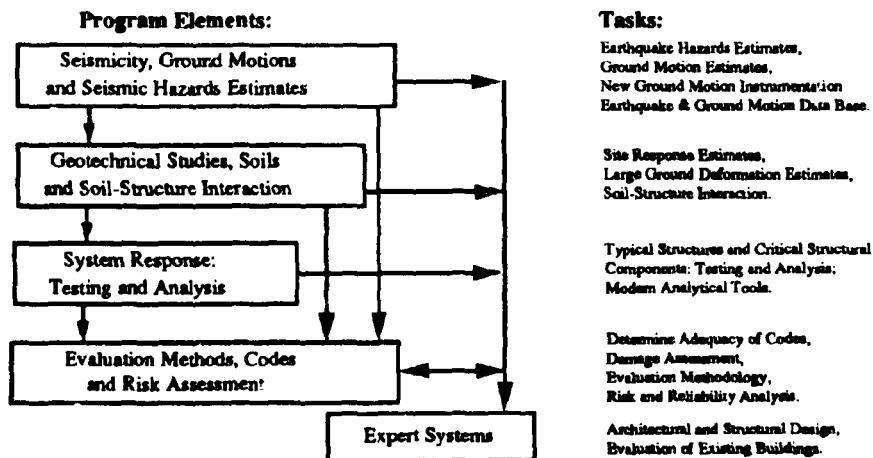 Program Elements:
Seismicity, Ground Motions
and Seismic Hazards Estimates
Geotechnical Studies, Soils
and Soil-Structure Interaction
System Response:
Testing and Analysis
Evaluation Methods, Codes
and Risk Assessment
Expert Systems
Tasks:
Earthquake Hazards Estimates,
Ground Motion Estimates,
New Ground Motion Instrumentation
Earthquake & Ground Motion Data Base.
Site Response Estimates,
Large Ground Deformation Estimates,
Soil-Structure Interaction.
Typical Structures and Critical Structural
Components: Testing and Analysis;
Modern Analytical Tools.
Determine Adequacy of Codes,
Damage Assessment,
Evaluation Methodology,
Risk and Reliability Analysis.
Architectural and Structural Design,
Evaluation of Existing Buildings.